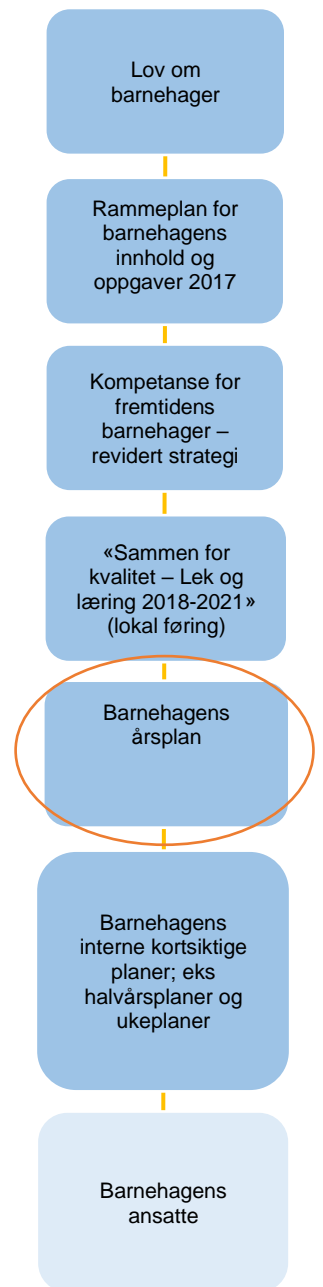 Lov om
barnehager
Rammeplan for
barnehagens
innhold og
oppgaver 2017
Kompetanse for
fremtidens
barnehager –
revidert strategi
«Sammen for
kvalitet – Lek og
læring 2018-2021»
(lokal føring)
Barnehagens
årsplan
Barnehagens
interne kortsiktige
planer; eks
halvårsplaner og
ukeplaner
Barnehagens
ansatte